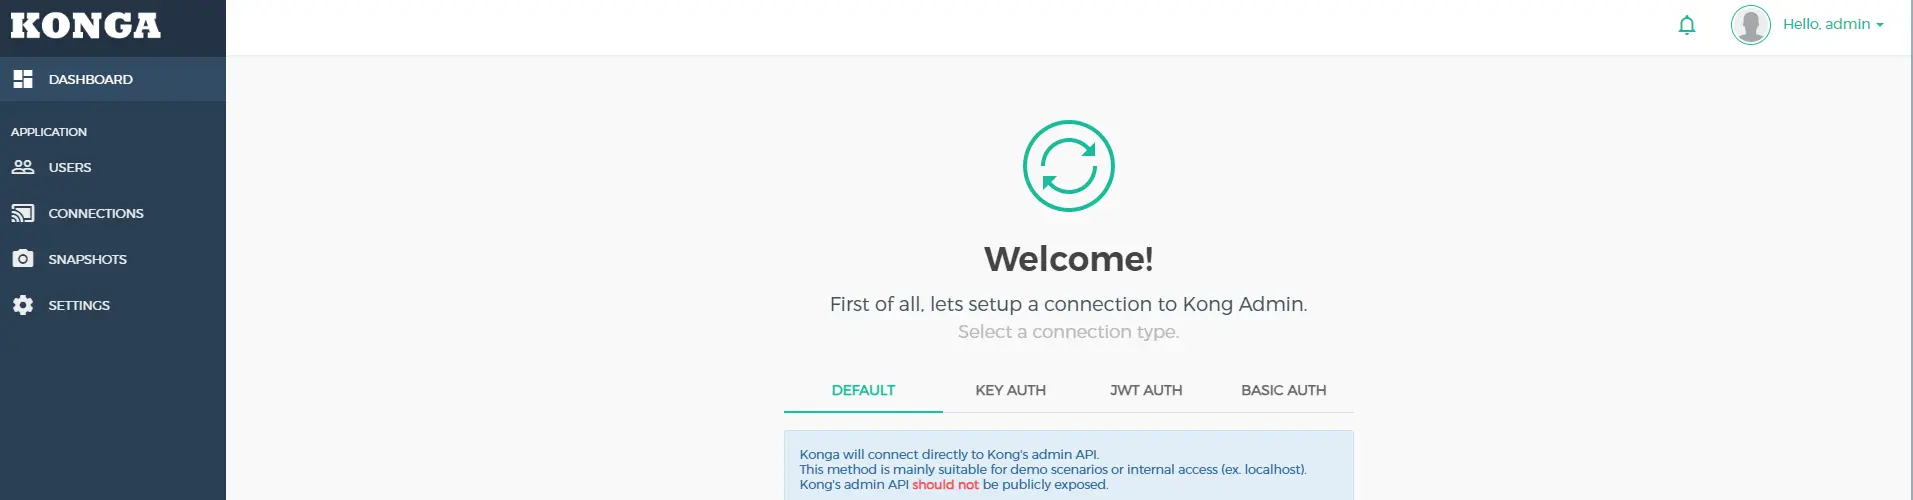 KONGA
Hello, admin
DASHBOARD
APPLICATION
USERS
CONNECTIONS
SNAPSHOTS
SETTINGS
Welcome!
First of all, lets setup a connection to Kong Admin.
Select a connection type.
DEFAULT KEY AUTH JWT AUTH BASIC AUTH
Konga will connect directly to Kong's admin API.
This method is mainly suitable for demo scenarios or internal access (ex. localhost).
Kong's admin API should not be publicly exposed.